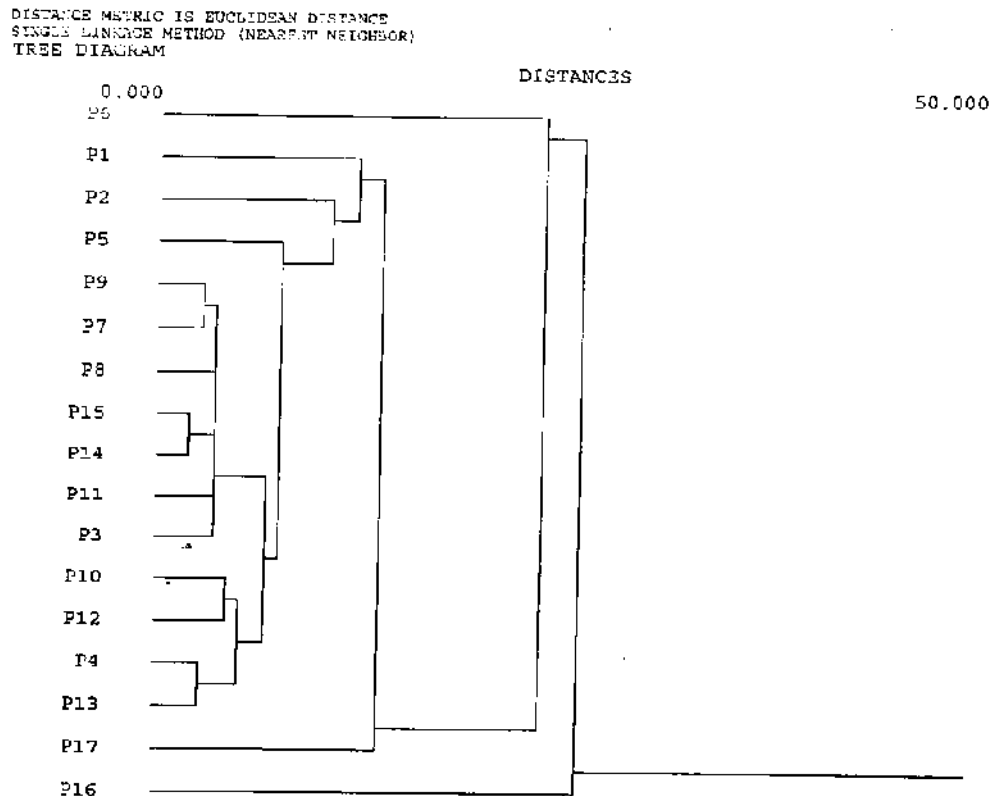 DISTANCE METRIC IS EUCLIDEAN DISTANCE
SINGLE LINKAGE METHOD (NEAREST NEIGHBOR)
TREE DIAGRAM
DISTANCES
0.000 50.000
P6
P1
P2
P5
P9
P7
P8
P15
P14
P11
P3
P10
P12
P4
P13
P17
P16